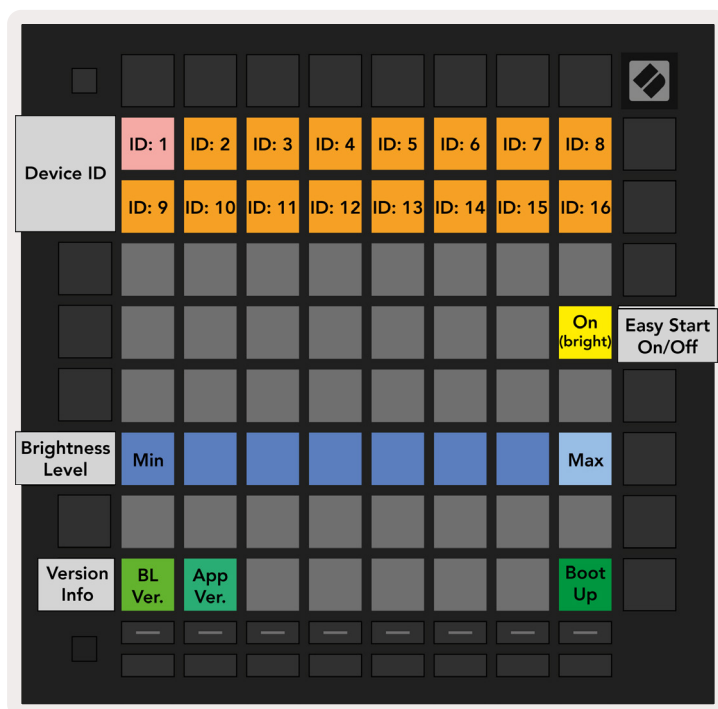 Device ID
ID: 1 ID: 2 ID: 3 ID: 4 ID: 5 ID: 6 ID: 7 ID: 8
ID: 9 ID: 10 ID: 11 ID: 12 ID: 13 ID: 14 ID: 15 ID: 16
On
(bright)
Easy Start
On/Off
Brightness
Level
Min
Max
Version
Info
BL
Ver.
App
Ver.
Boot
Up